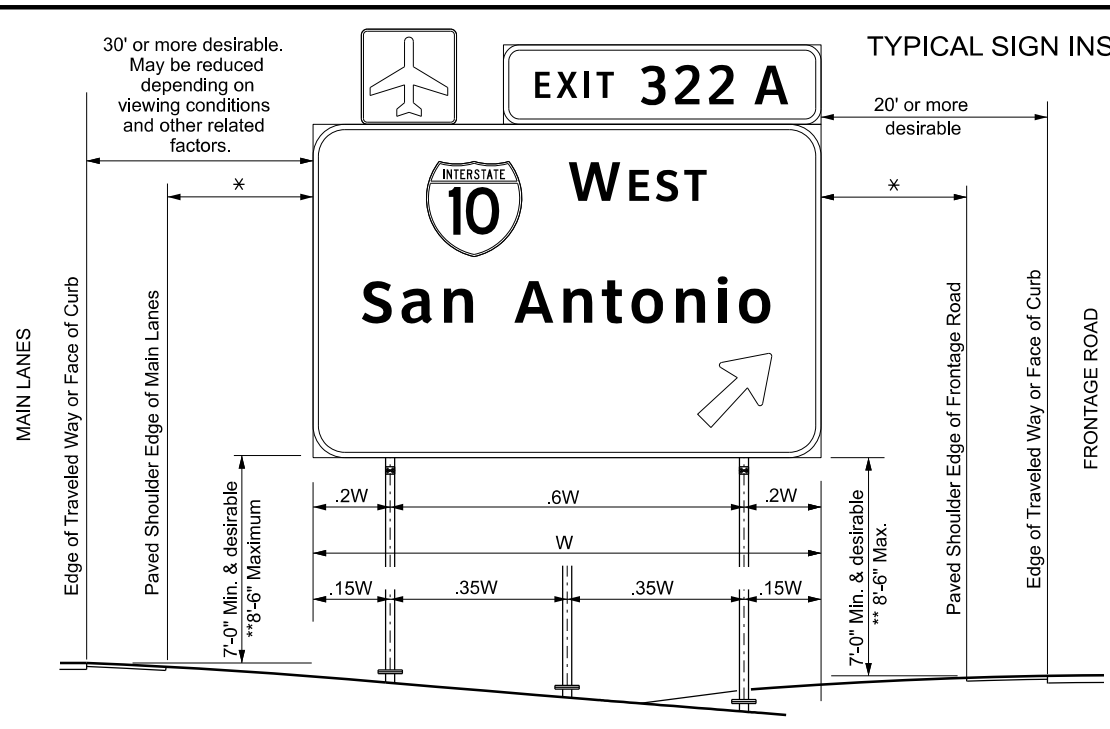 TYPICAL SIGN INS
30' or more desirable.
May be reduced
depending on
viewing conditions
and other related
factors.
EXIT 322 A
20' or more
desirable
*
INTERSTATE
10
WEST
*
San Antonio
MAIN LANES
Edge of Traveled Way or Face of Curb
Paved Shoulder Edge of Main Lanes
7'-0" Min. & desirable
**8'-6" Maximum
.2W
.6W
.2W
W
.15W
.35W
.35W
.15W
7'-0" Min. & desirable
** 8'-6" Max.
Paved Shoulder Edge of Frontage Road
Edge of Traveled Way or Face of Curb
FRONTAGE ROAD